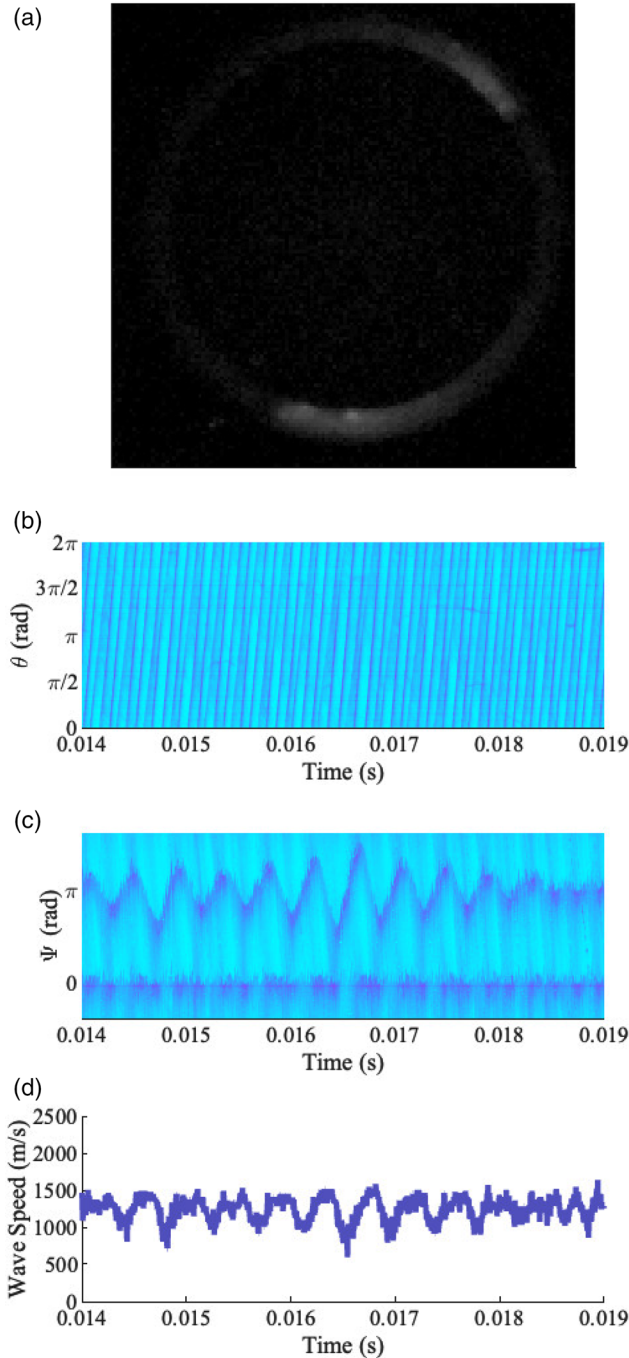 (a)
(b)
2π
3π/2
π
π/2
0
θ (rad)
0.014 0.015 0.016 0.017 0.018 0.019
Time (s)
(c)
π
0
Ψ (rad)
0.014 0.015 0.016 0.017 0.018 0.019
Time (s)
(d)
2500
2000
1500
1000
500
0
Wave Speed (m/s)
0.014 0.015 0.016 0.017 0.018 0.019
Time (s)